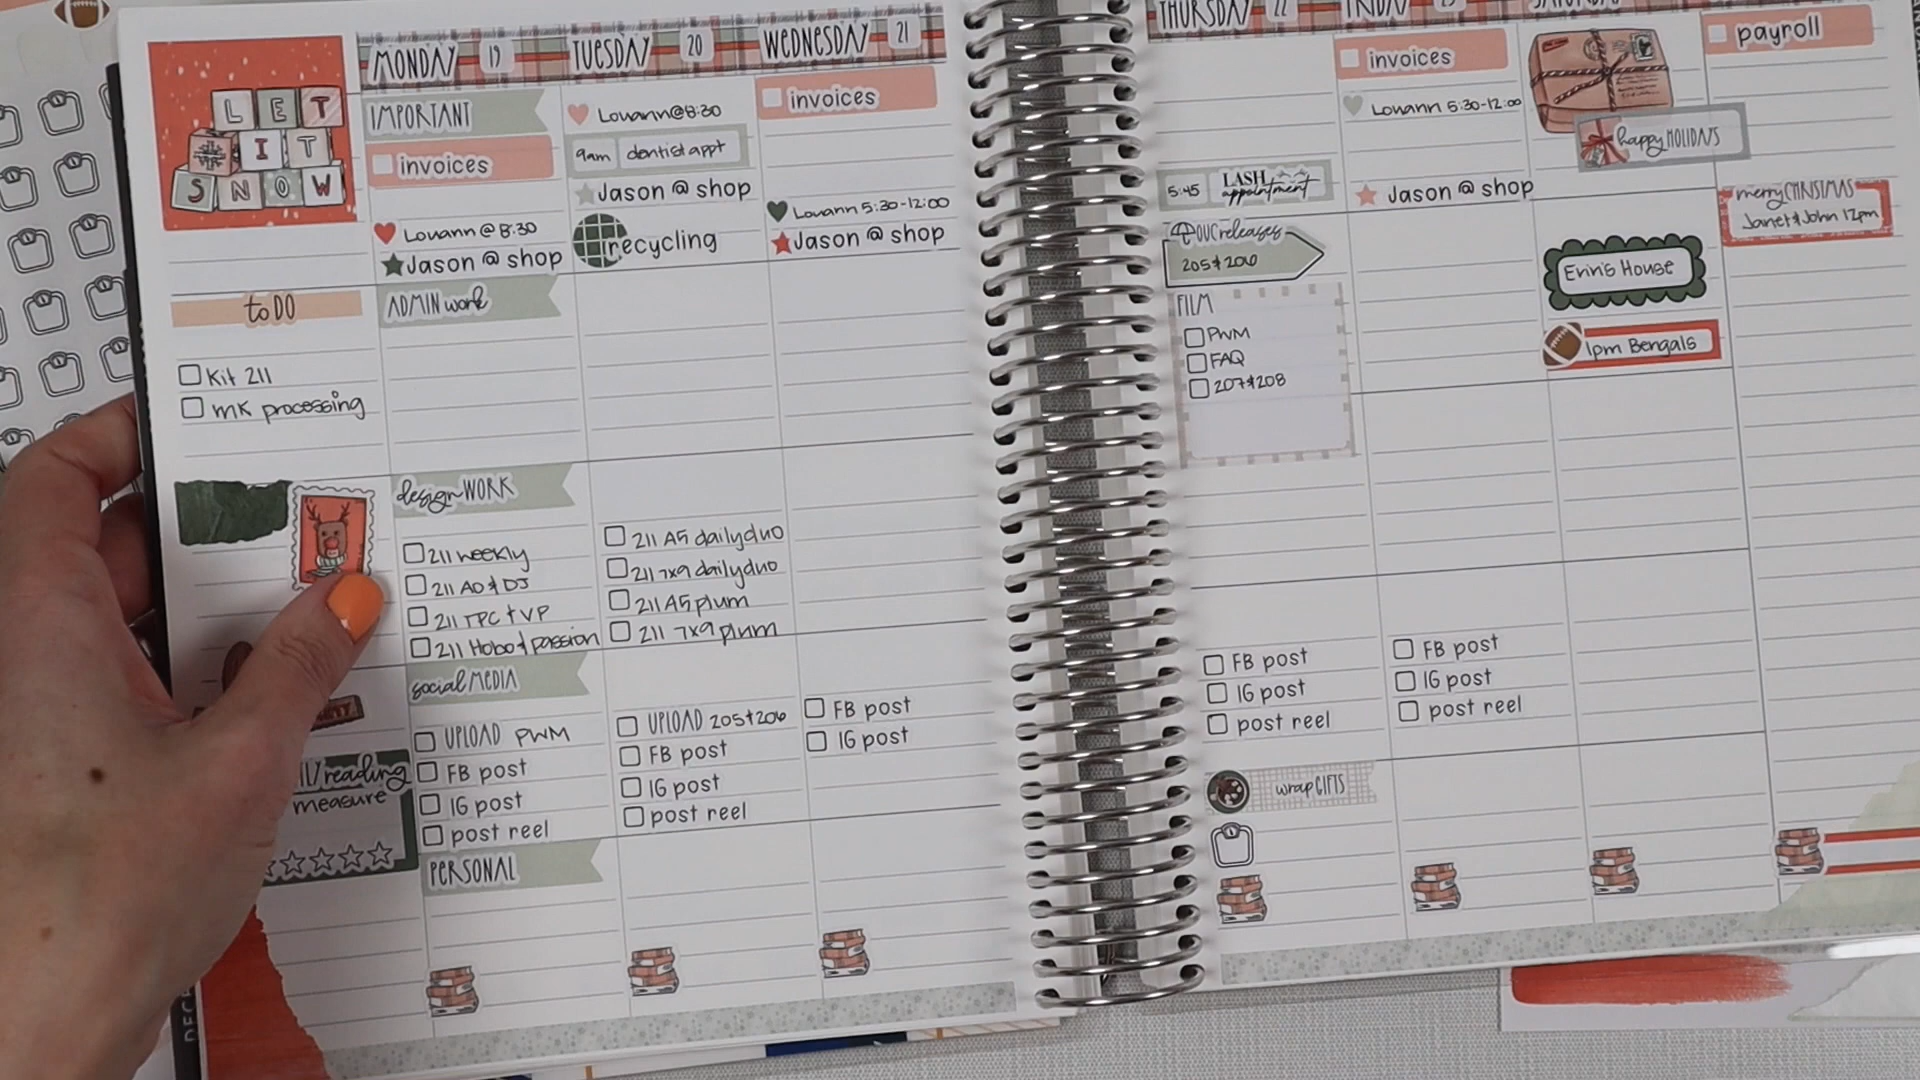 LET
IT
SNOW
toDO
Kit 211
MK processing
/reading
measure
MONDAY 19
IMPORTANT
invoices
Louann @ 8:30
Jason @ shop
ADMIN work
design WORK
211 weekly
211 AO & DJ
211 TPC & VP
211 Hobo & passion
social MEDIA
UPLOAD PWM
FB post
IG post
post reel
PERSONAL
TUESDAY 20
Louann @ 8:30
9am dentist appt
Jason @ shop
recycling
211 A5 daily duo
211 7x9 daily duo
211 A5 plum
211 7x9 plum
UPLOAD 205 & 206
FB post
IG post
post reel
WEDNESDAY 21
invoices
Louann 5:30-12:00
Jason @ shop
FB post
IG post
THURSDAY 22
5:45 LASH appointment
OUC releases
205 & 206
FILM
PWM
FAQ
207 & 208
FB post
IG post
post reel
wrap GIFTS
invoices
Louann 5:30-12:00
Jason @ shop
FB post
IG post
post reel
happy HOLIDAYS
Erin's House
1pm Bengals
payroll
merry CHRISTMAS
Janet & John 12pm